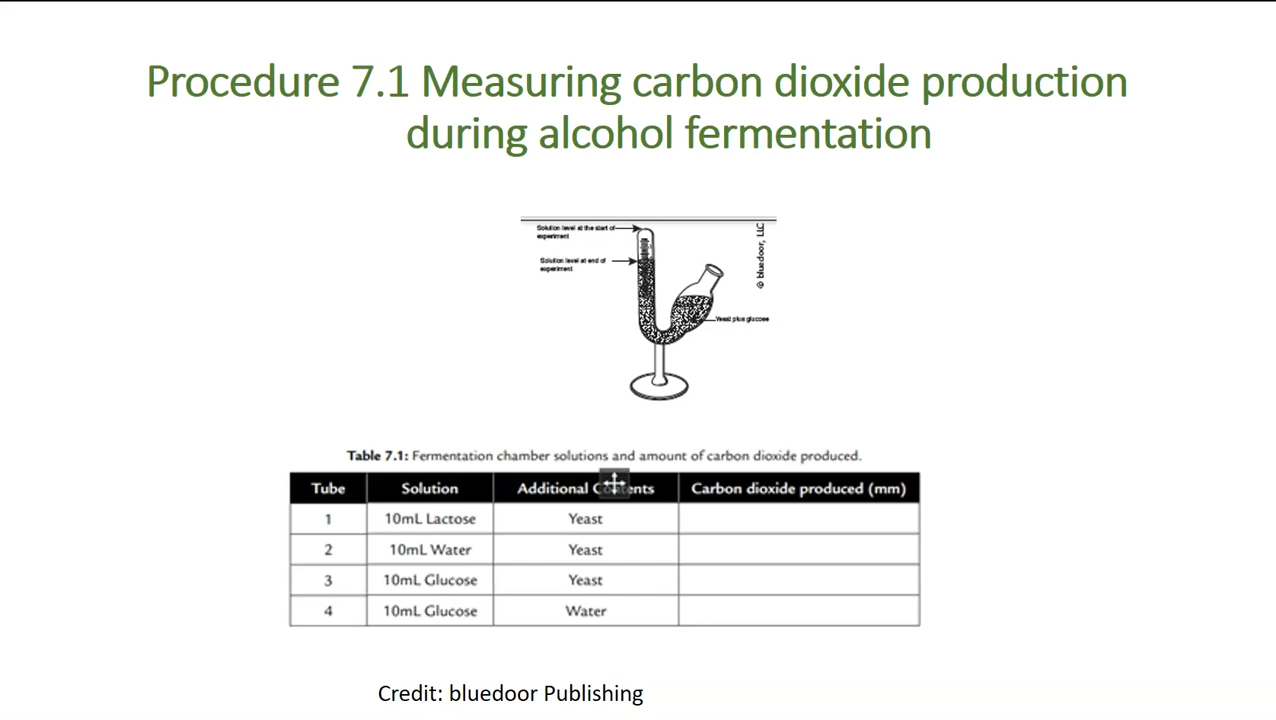 Procedure 7.1 Measuring carbon dioxide production
during alcohol fermentation
Solution level at the start of
experiment
Solution level at end of
experiment
Yeast plus glucose
© bluedoor, LLC
Table 7.1: Fermentation chamber solutions and amount of carbon dioxide produced.
Tube Solution Additional Contents Carbon dioxide produced (mm)
1 10mL Lactose Yeast
2 10mL Water Yeast
3 10mL Glucose Yeast
4 10mL Glucose Water
Credit: bluedoor Publishing